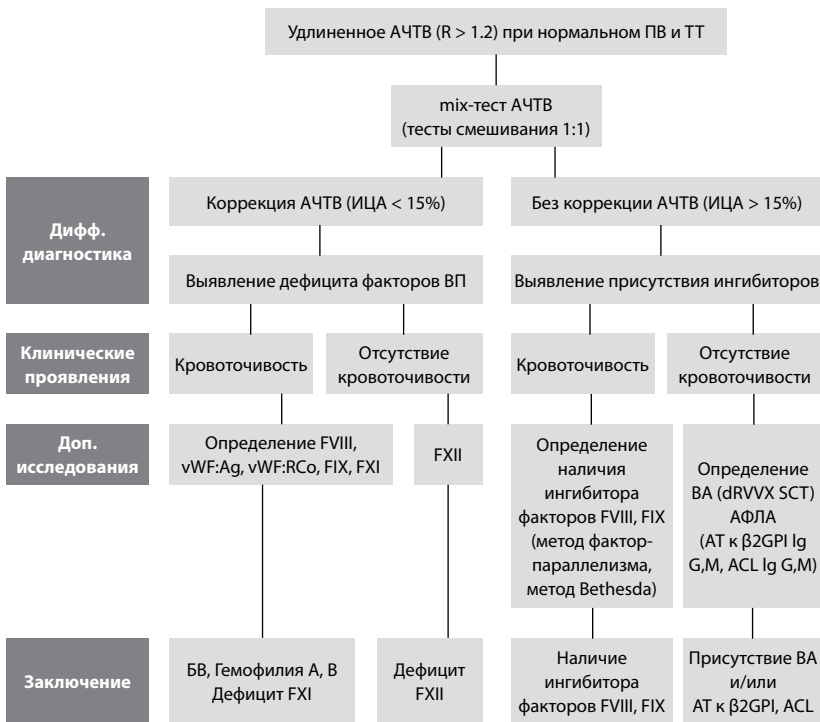 Удлиненное АЧТВ (R > 1.2) при нормальном ПВ и ТТ
mix-тест АЧТВ
(тесты смешивания 1:1)
Дифф.
диагностика
Коррекция АЧТВ (ИЦА < 15%)
Без коррекции АЧТВ (ИЦА > 15%)
Выявление дефицита факторов ВП
Выявление присутствия ингибиторов
Клинические
проявления
Кровоточивость
Отсутствие
кровоточивости
Кровоточивость
Отсутствие
кровоточивости
Доп.
исследования
Определение FVIII,
vWF:Ag, vWF:RCo, FIX, FXI
FXII
Определение
наличия
ингибитора
факторов FVIII, FIX
(метод фактор-
параллелизма,
метод Bethesda)
Определение
ВА (dRVVX SCT)
АФЛА
(АТ к β2GPI Ig
G,M, ACL Ig G,M)
Заключение
БВ, Гемофилия А, В
Дефицит FXI
Дефицит
FXII
Наличие
ингибитора
факторов FVIII, FIX
Присутствие ВА
и/или
АТ к β2GPI, ACL